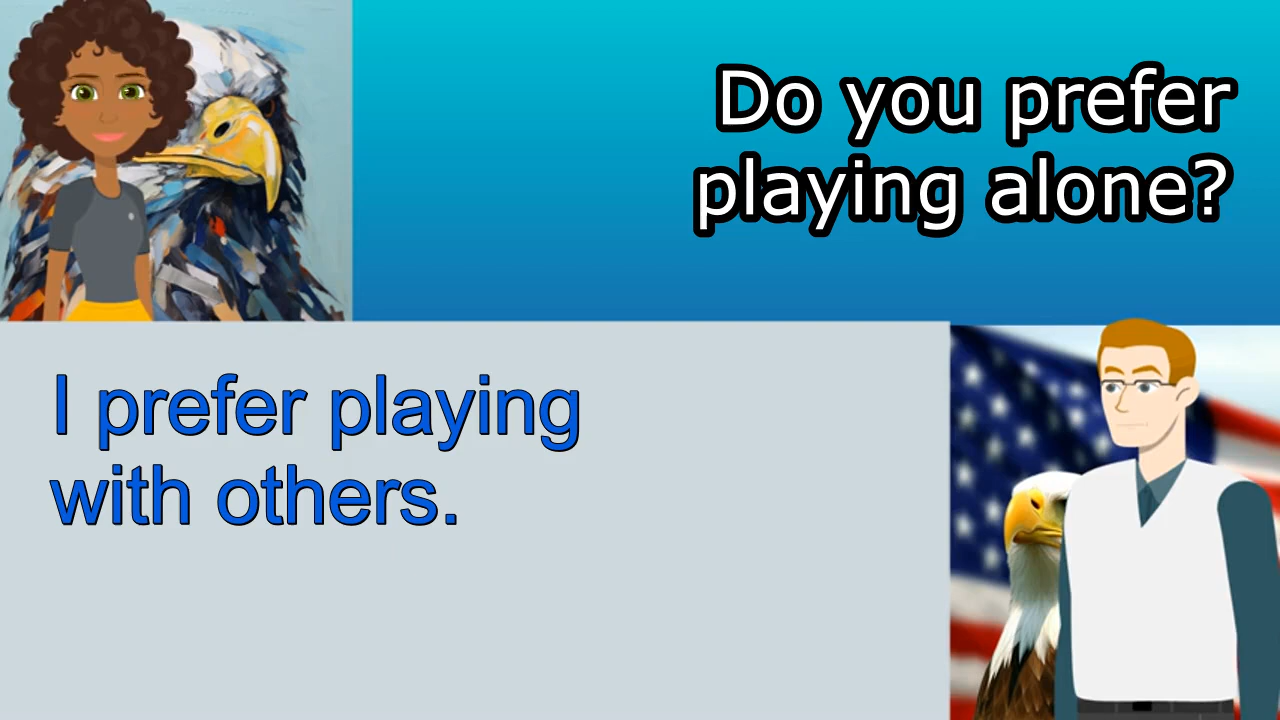 Do you prefer
playing alone?
I prefer playing
with others.